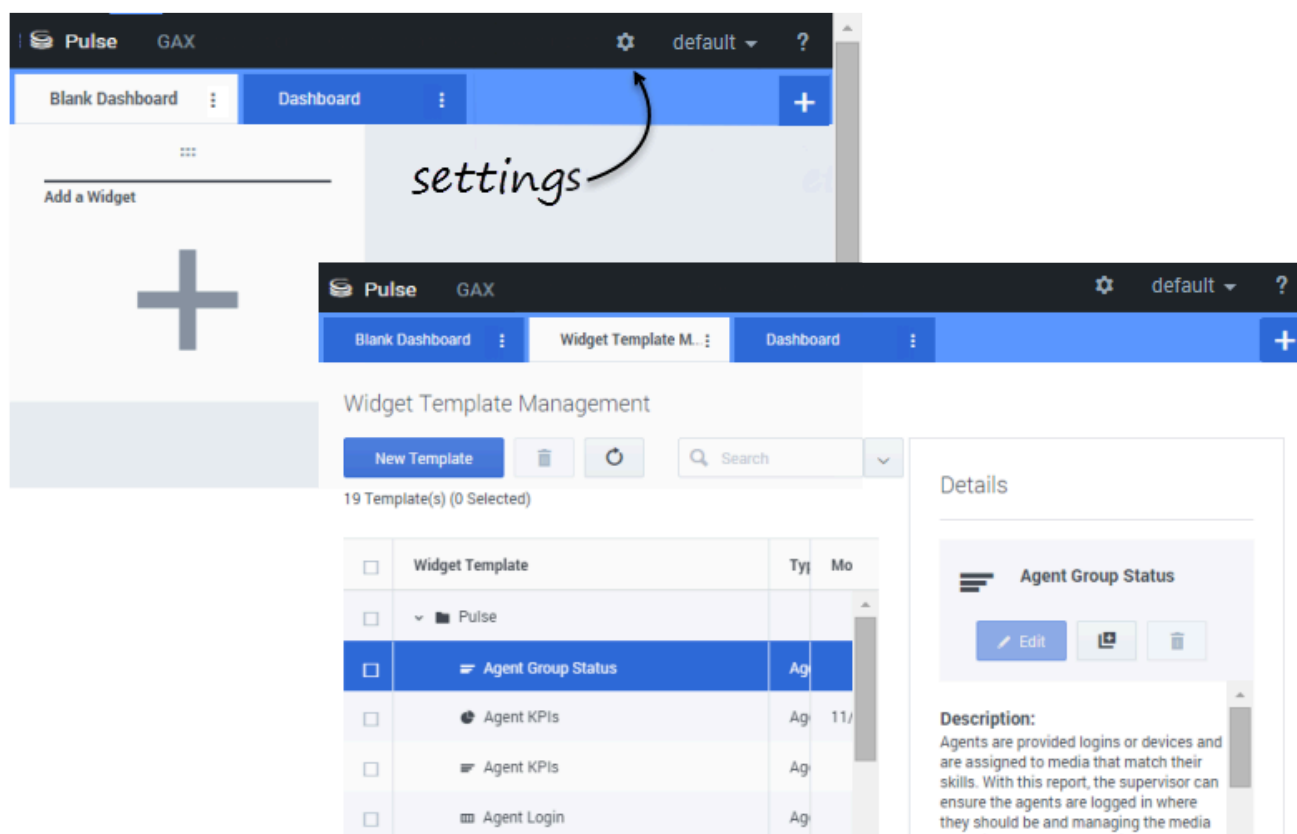 Pulse GAX default ?
Blank Dashboard Dashboard
settings
Add a Widget
Pulse GAX default ?
Blank Dashboard Widget Template M... Dashboard
Widget Template Management
New Template Search
19 Template(s) (0 Selected)
Widget Template Typ Mo
Pulse
Agent Group Status Ag
Agent KPIs Ag 11/
Agent KPIs Ag
Agent Login Ag
Details
Agent Group Status
Edit
Description:
Agents are provided logins or devices and
are assigned to media that match their
skills. With this report, the supervisor can
ensure the agents are logged in where
they should be and managing the media